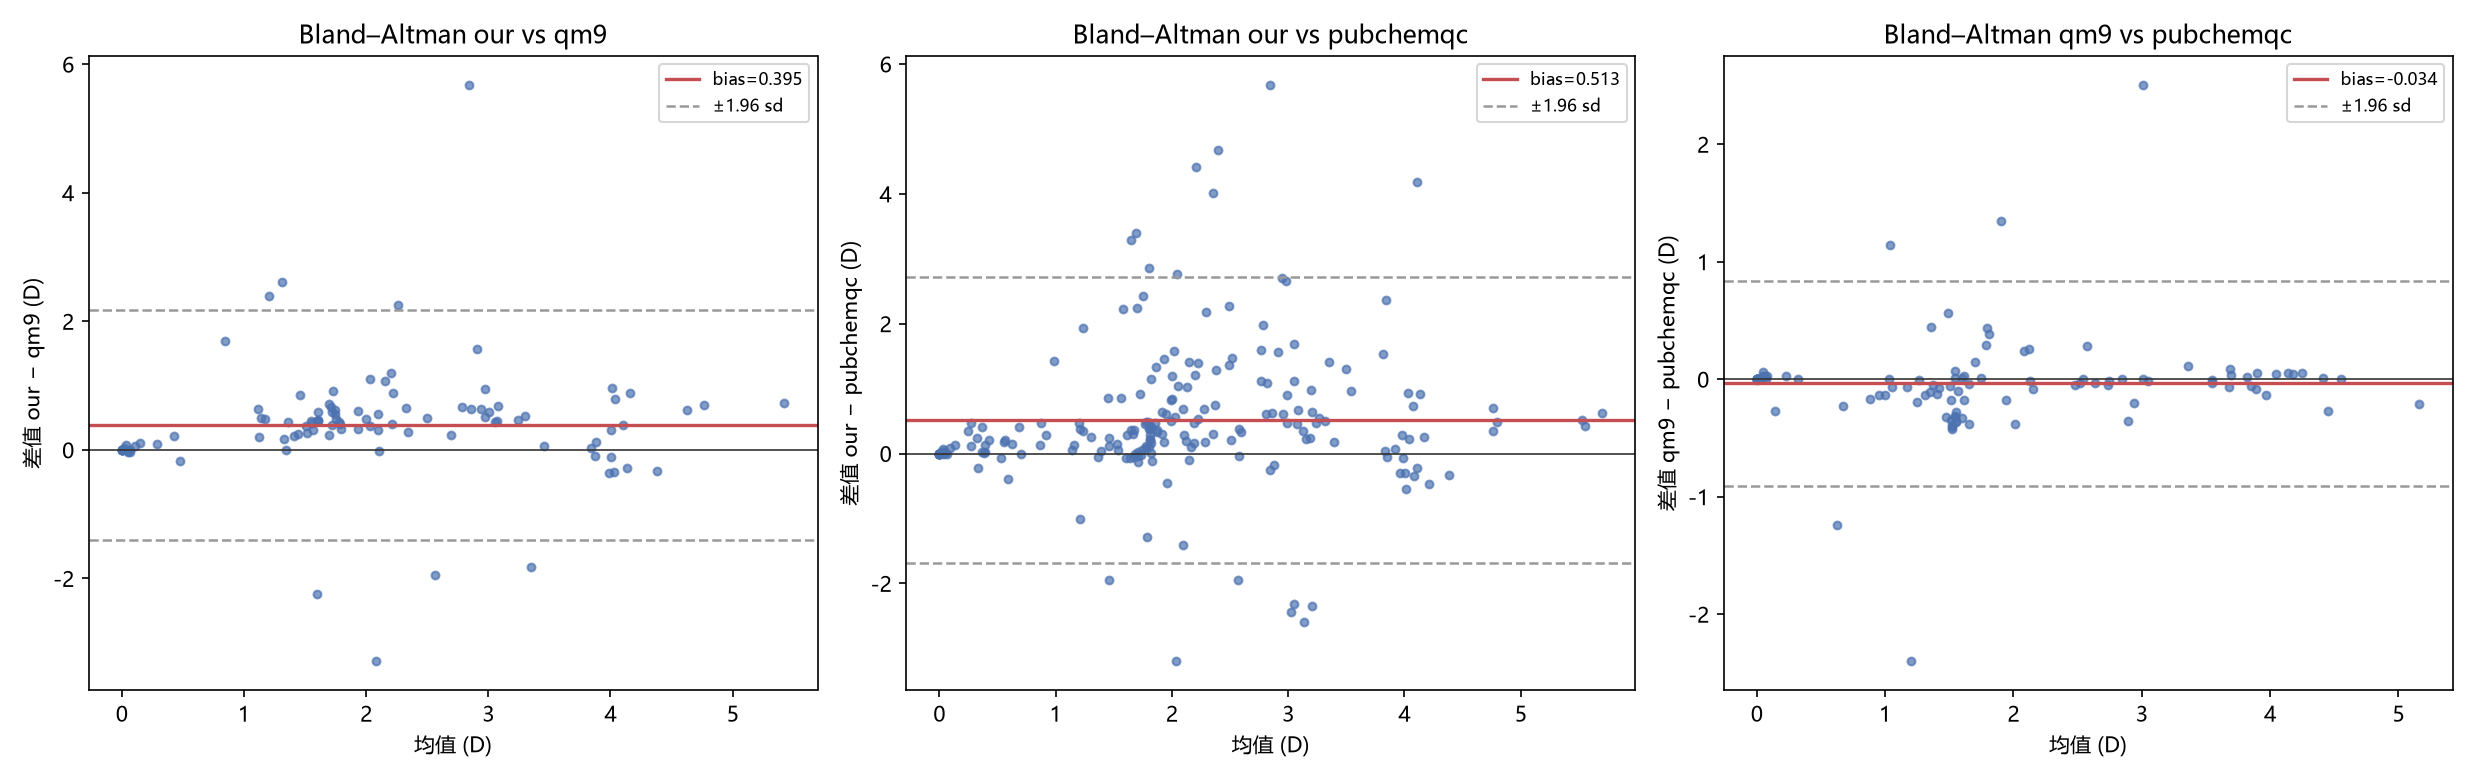 Bland–Altman our vs qm9
6
4
2
0
-2
差值 our − qm9 (D)
bias=0.395
±1.96 sd
0
1
2
3
4
5
均值 (D)
Bland–Altman our vs pubchemqc
6
4
2
0
-2
差值 our − pubchemqc (D)
bias=0.513
±1.96 sd
0
1
2
3
4
5
均值 (D)
Bland–Altman qm9 vs pubchemqc
2
1
0
-1
-2
差值 qm9 − pubchemqc (D)
bias=-0.034
±1.96 sd
0
1
2
3
4
5
均值 (D)